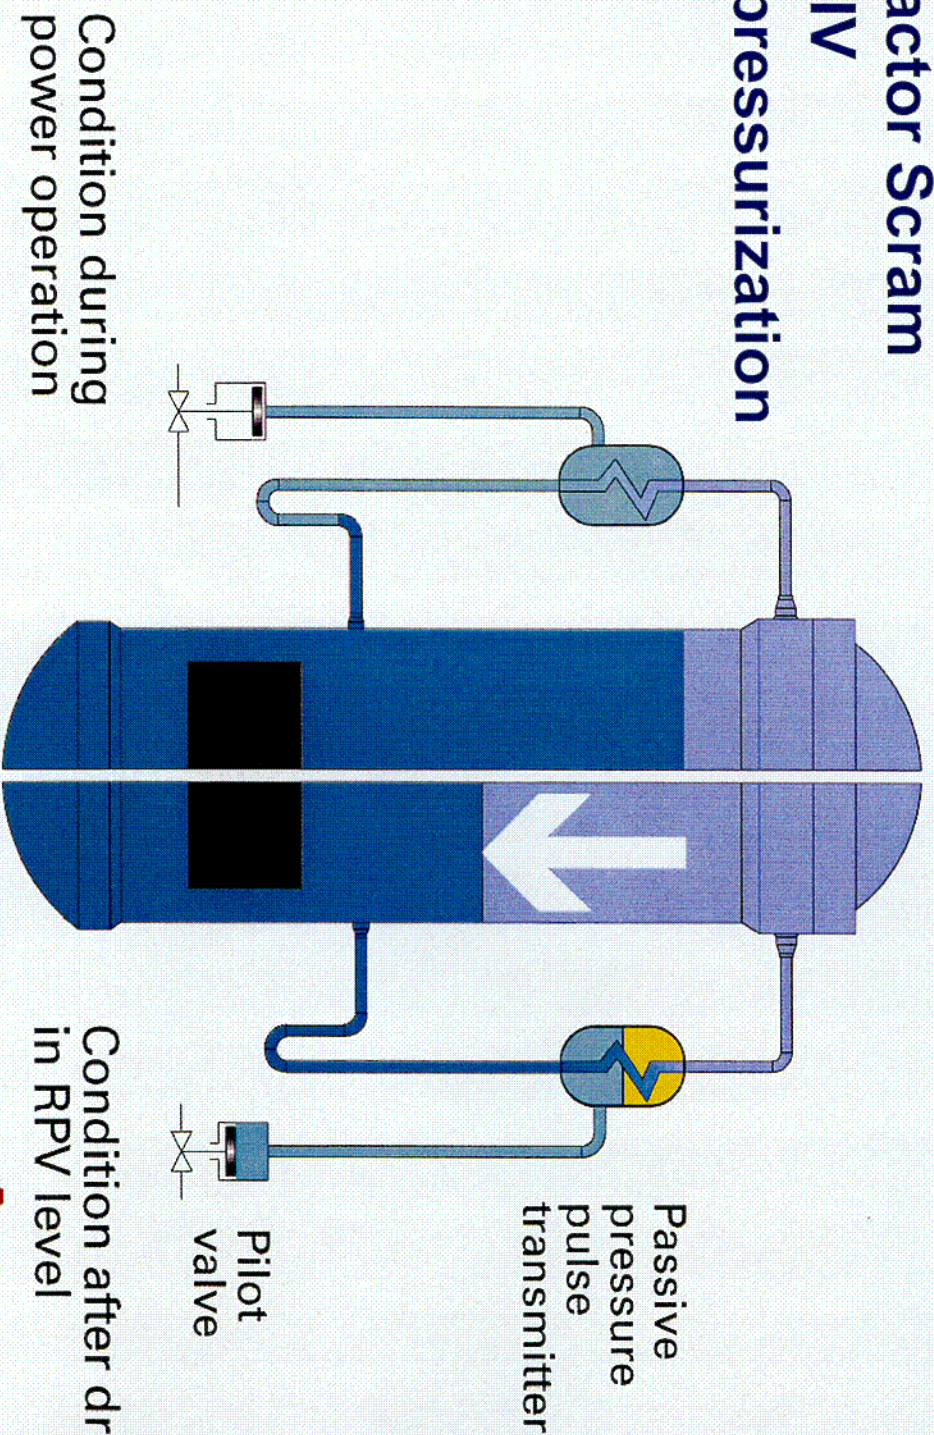 actor Scram
IV
pressurization
Passive
pressure
pulse
transmitter
Pilot
valve
Condition during
power operation
Condition after dr
in RPV level